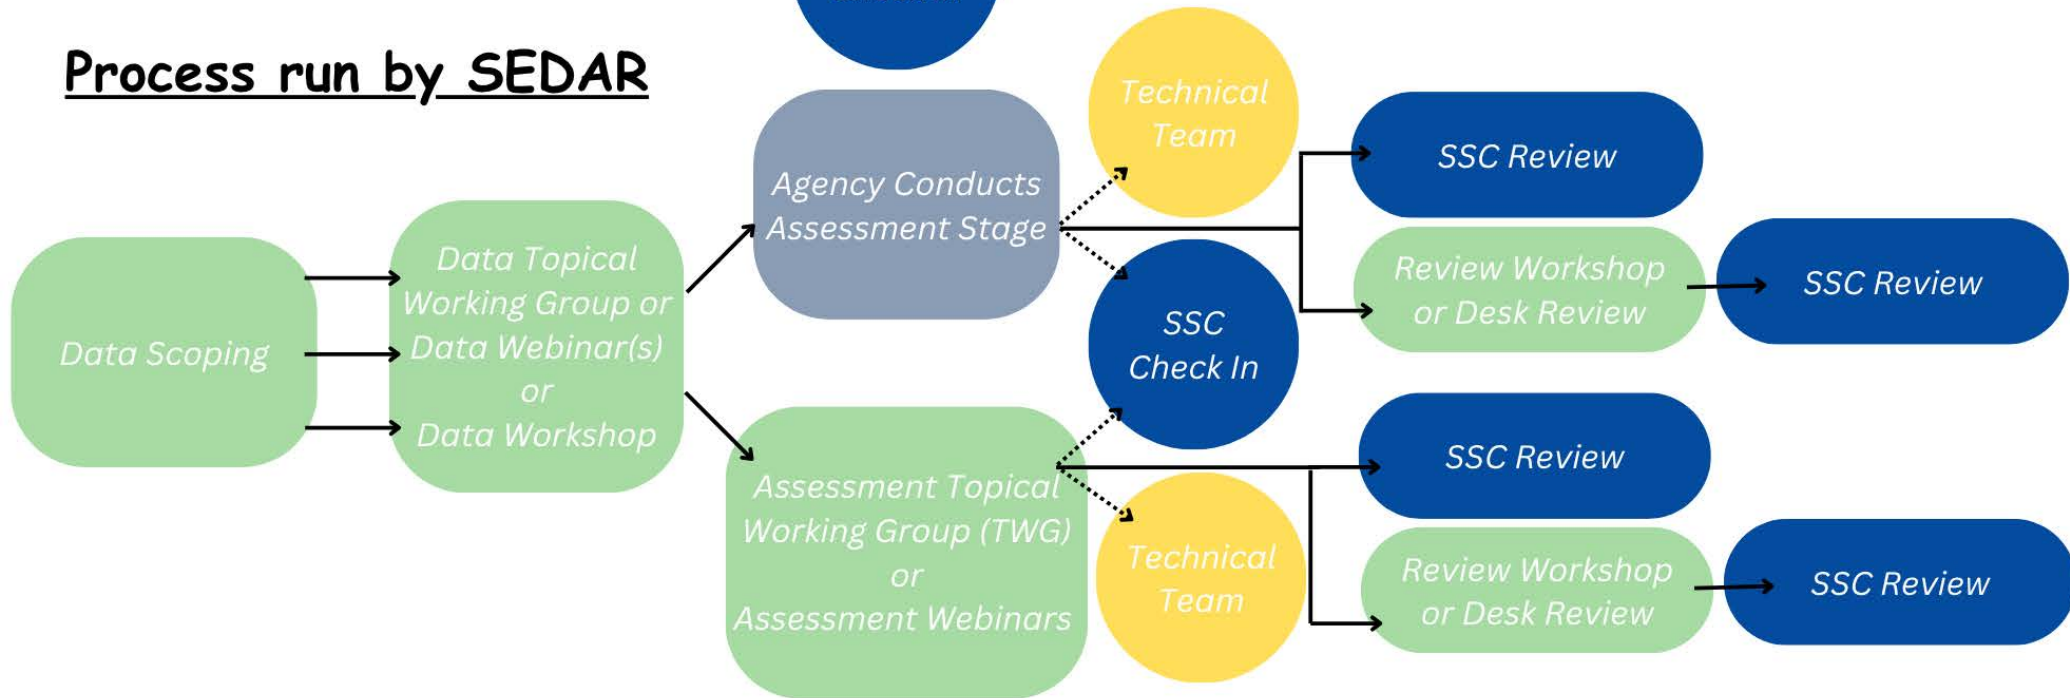 Process run by SEDAR
Data Scoping
Data Topical
Working Group or
Data Webinar(s)
or
Data Workshop
Agency Conducts
Assessment Stage
Assessment Topical
Working Group (TWG)
or
Assessment Webinars
Technical
Team
SSC
Check In
Technical
Team
SSC Review
Review Workshop
or Desk Review
SSC Review
SSC Review
Review Workshop
or Desk Review
SSC Review